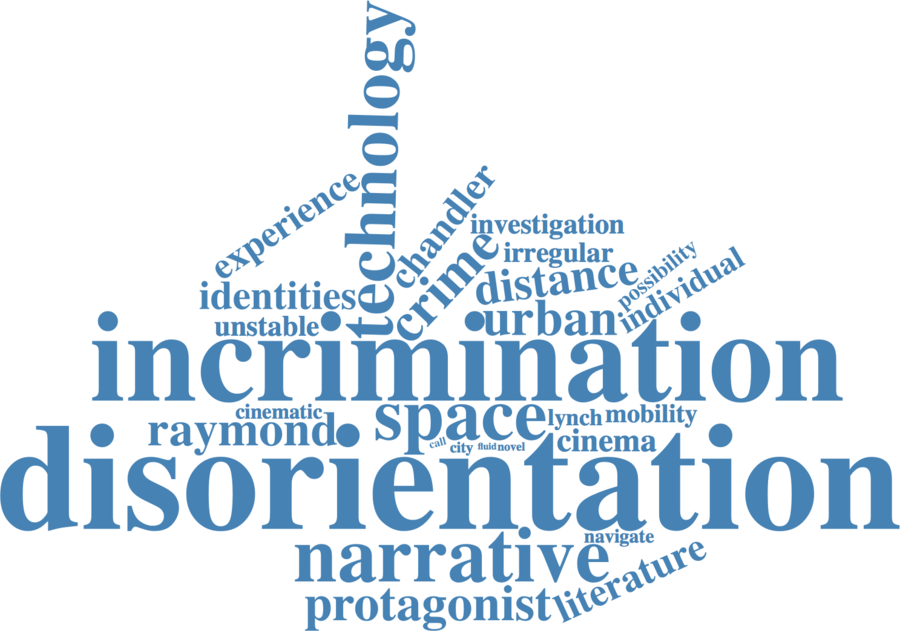 technology
experience
chandler
crime
investigation
irregular
distance
possibility
individual
identities
unstable
urban
incrimination
cinematic
raymond
space
lynch
mobility
call
city
fluid
novel
cinema
disorientation
navigate
narrative
literature
protagonist